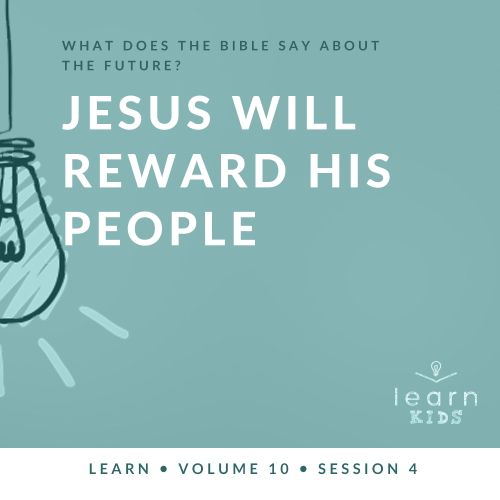 WHAT DOES THE BIBLE SAY ABOUT
THE FUTURE?
JESUS WILL
REWARD HIS
PEOPLE
learn
KIDS
LEARN • VOLUME 10 • SESSION 4